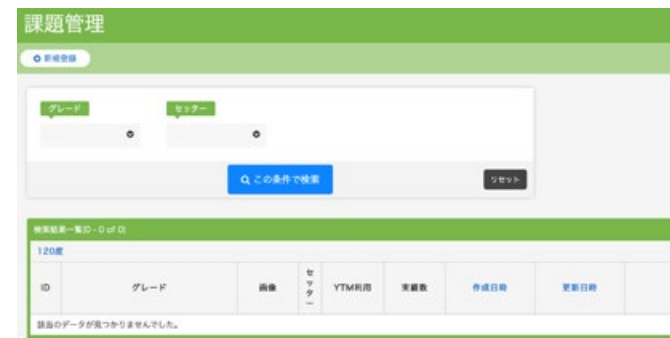 課題管理
新規登録
グレード セッター
この条件で検索 リセット
検索結果一覧(0 - 0 of 0)
120度
ID グレード 画像 セッター YTM利用 実績数 作成日時 更新日時
該当のデータが見つかりませんでした。